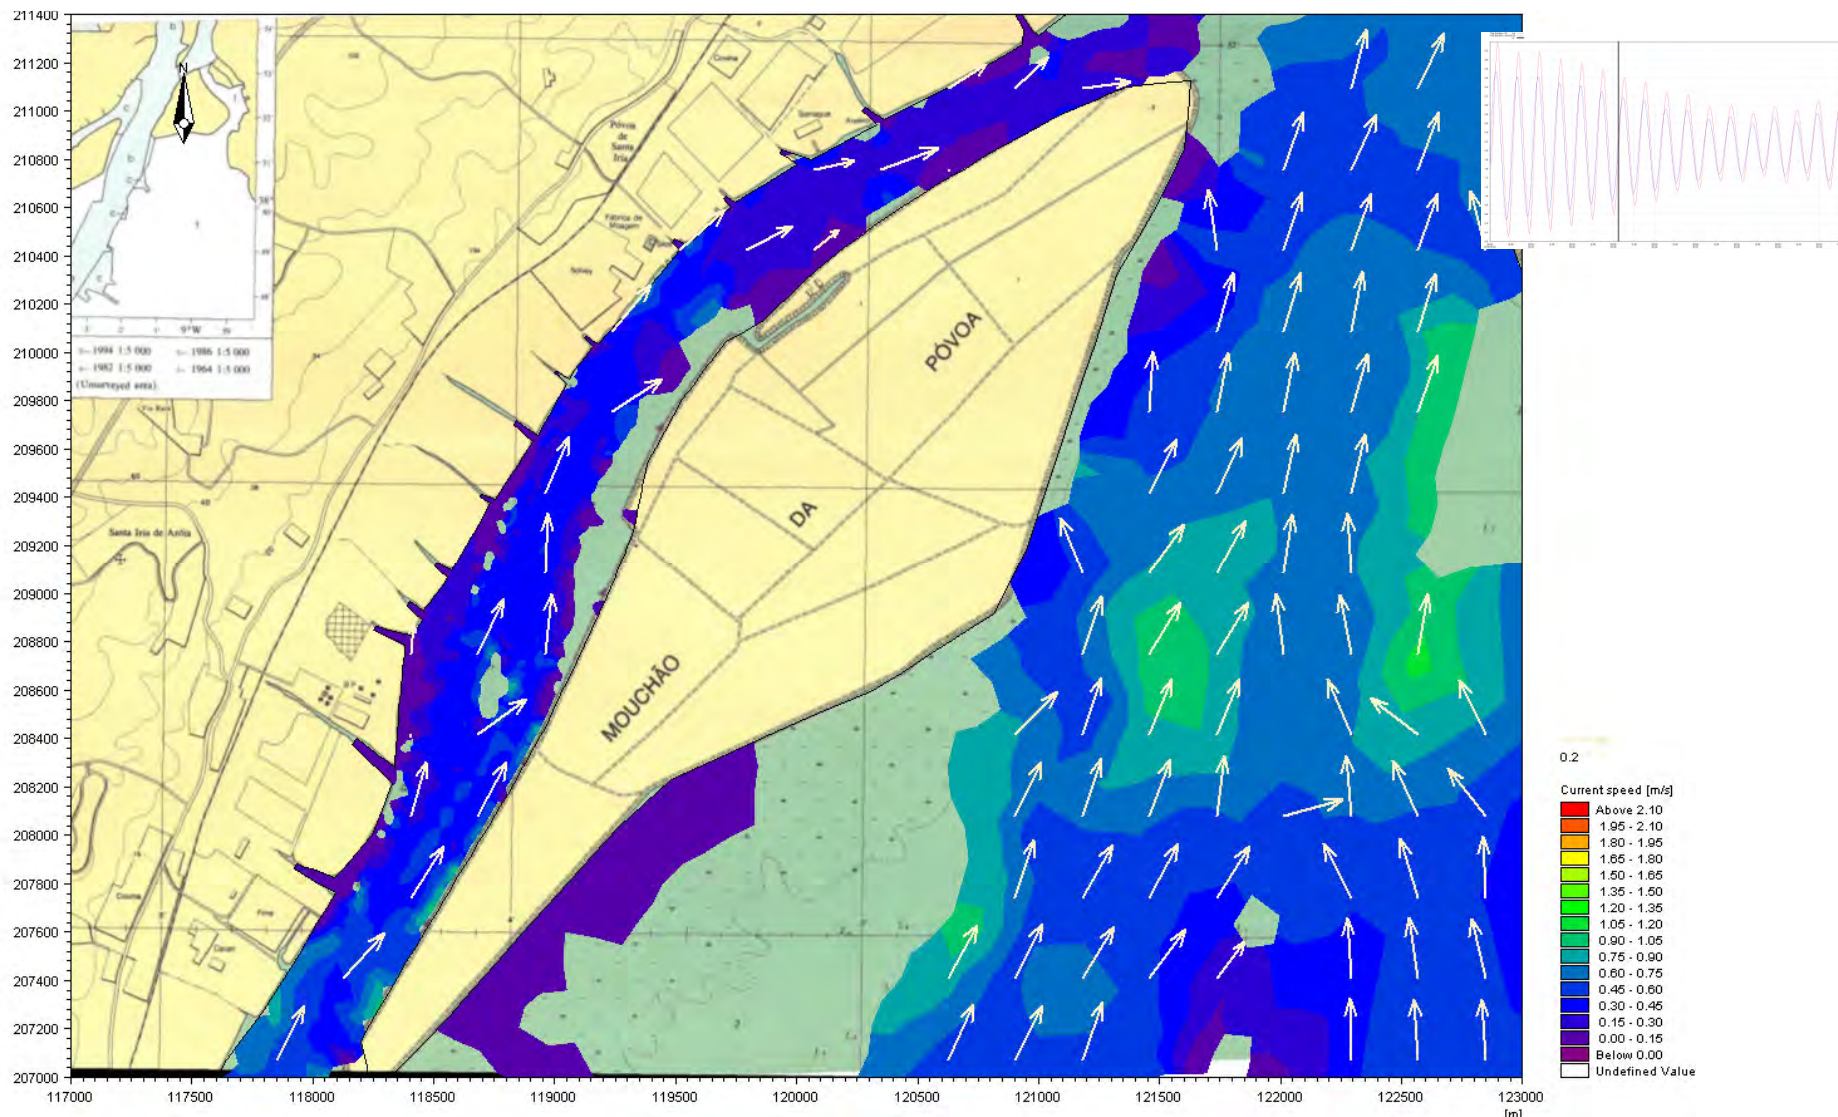 211400
211200
211000
210800
210600
210400
210200
210000
209800
209600
209400
209200
209000
208800
208600
208400
208200
208000
207800
207600
207400
207200
207000
117000 117500 118000 118500 119000 119500 120000 120500 121000 121500 122000 122500 123000
[m]
N
9°W
1994 1:5 000
1986 1:5 000
1982 1:5 000
1964 1:5 000
(Unsurveyed area)
Póvoa
de
Santa
Iria
Fábrica de
Moagem
Solvay
Santa Iria de Azóia
PÓVOA
DA
MOUCHÃO
0.2
Current speed [m/s]
Above 2.10
1.95 - 2.10
1.80 - 1.95
1.65 - 1.80
1.50 - 1.65
1.35 - 1.50
1.20 - 1.35
1.05 - 1.20
0.90 - 1.05
0.75 - 0.90
0.60 - 0.75
0.45 - 0.60
0.30 - 0.45
0.15 - 0.30
0.00 - 0.15
Below 0.00
Undefined Value